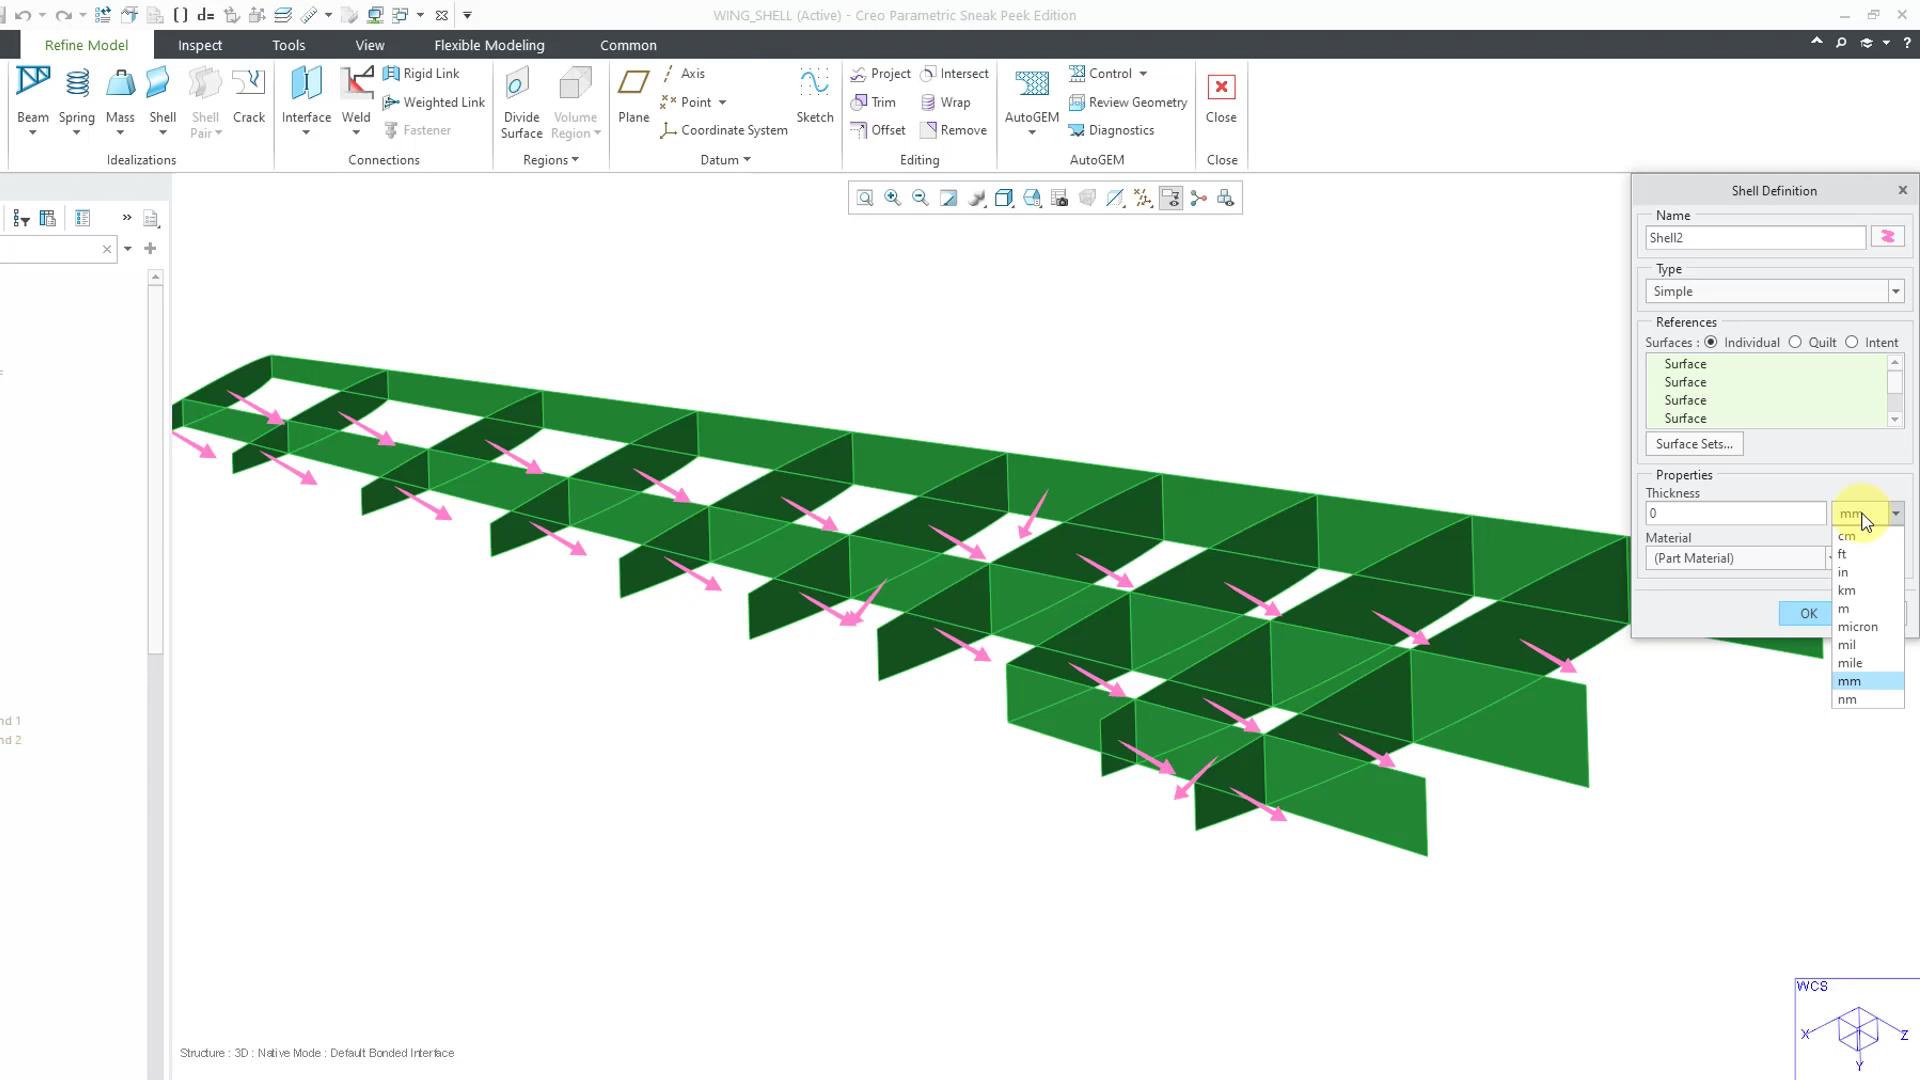 WING_SHELL (Active) - Creo Parametric Sneak Peek Edition
Refine Model
Inspect
Tools
View
Flexible Modeling
Common
Beam
Spring
Mass
Shell
Shell Pair
Crack
Idealizations
Interface
Weld
Rigid Link
Weighted Link
Fastener
Connections
Divide Surface
Volume Region
Regions
Plane
Axis
Point
Coordinate System
Sketch
Datum
Project
Intersect
Trim
Wrap
Offset
Remove
Editing
AutoGEM
Control
Review Geometry
Diagnostics
AutoGEM
Close
Close
Shell Definition
Name
Shell2
Type
Simple
References
Surfaces :
Individual
Quilt
Intent
Surface
Surface
Surface
Surface
Surface Sets...
Properties
Thickness
0
mm
Material
(Part Material)
cm
ft
in
km
m
micron
mil
mile
mm
nm
OK
nd 1
nd 2
WCS
X
Z
Y
Structure : 3D : Native Mode : Default Bonded Interface